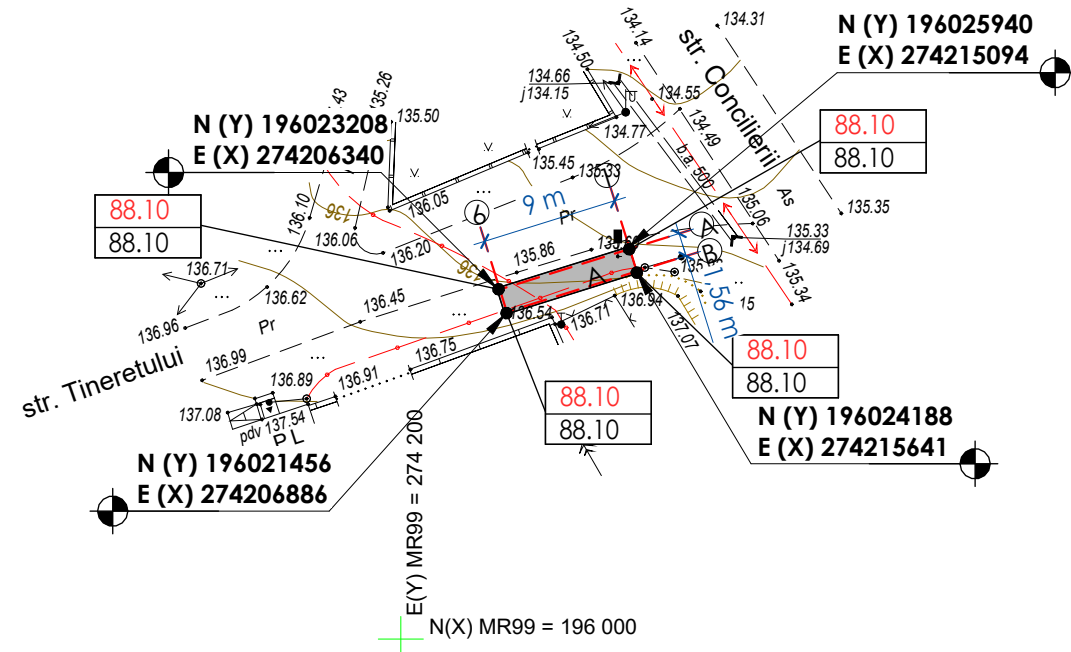 134.31
134.14
134.50
str. Concilierii
N (Y) 196025940
E (X) 274215094
134.66
j134.15
134.55
134.49
134.77
.43
135.26
135.50
N (Y) 196023208
E (X) 274206340
88.10
88.10
b.a. 500
135.45
135.33
1
9 m
Pr
6
136.05
136
136.10
136.06
136.20
88.10
88.10
135.06
As
135.35
135.33
j134.69
135.34
A
B
135.86
136.71
136.62
136.45
136.96
Pr
A
136.94
15
1,56 m
136.54
136.71
137.07
136.75
136.99
136.91
136.89
str. Tineretului
137.08
pdv 137.54
PL
88.10
88.10
88.10
88.10
N (Y) 196024188
E (X) 274215641
N (Y) 196021456
E (X) 274206886
E(Y) MR99 = 274 200
N(X) MR99 = 196 000